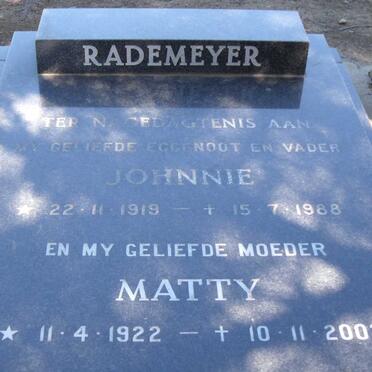 RADEMEYER
TER NAGEDAGTENIS AAN
MY GELIEFDE EGGENOOT EN VADER
JOHNNIE
★ 22·11·1919 – + 15·7·1988
EN MY GELIEFDE MOEDER
MATTY
★ 11·4·1922 – + 10·11·200